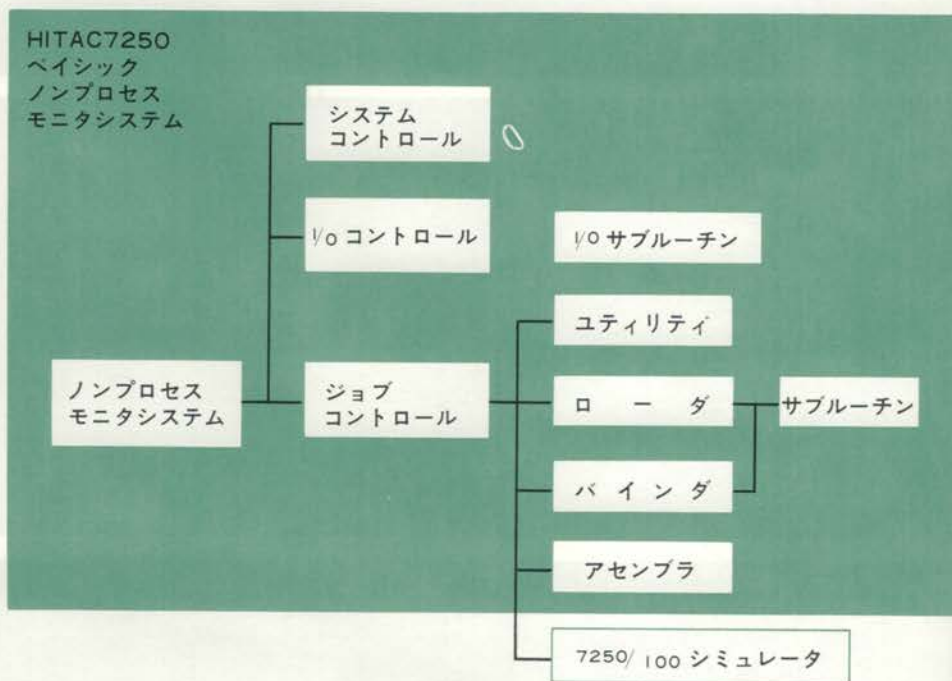 HITAC7250
ベイシック
ノンプロセス
モニタシステム
システム
コントロール
I/O コントロール
I/O サブルーチン
ユティリティ
ノンプロセス
モニタシステム
ジョブ
コントロール
ローダ
サブルーチン
バインダ
アセンブラ
7250/100 シミュレータ